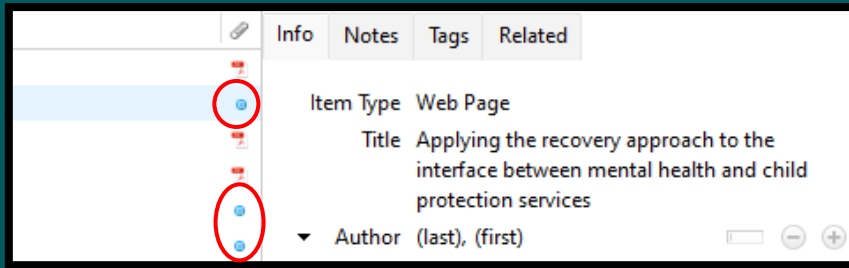 Info Notes Tags Related
Item Type Web Page
Title Applying the recovery approach to the
interface between mental health and child
protection services
Author (last), (first)